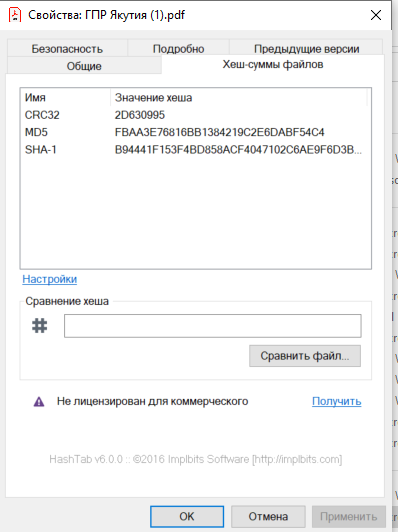 Свойства: ГПР Якутия (1).pdf
Безопасность Подробно Предыдущие версии
Общие Хеш-суммы файлов
Имя Значение хеша
CRC32 2D630995
MD5 FBAA3E76816BB1384219C2E6DABF54C4
SHA-1 B94441F153F4BD858ACF4047102C6AE9F6D3B...
Настройки
Сравнение хеша
Сравнить файл...
Не лицензирован для коммерческого Получить
HashTab v6.0.0 :: ©2016 Implbits Software [http://implbits.com]
OK Отмена Применить